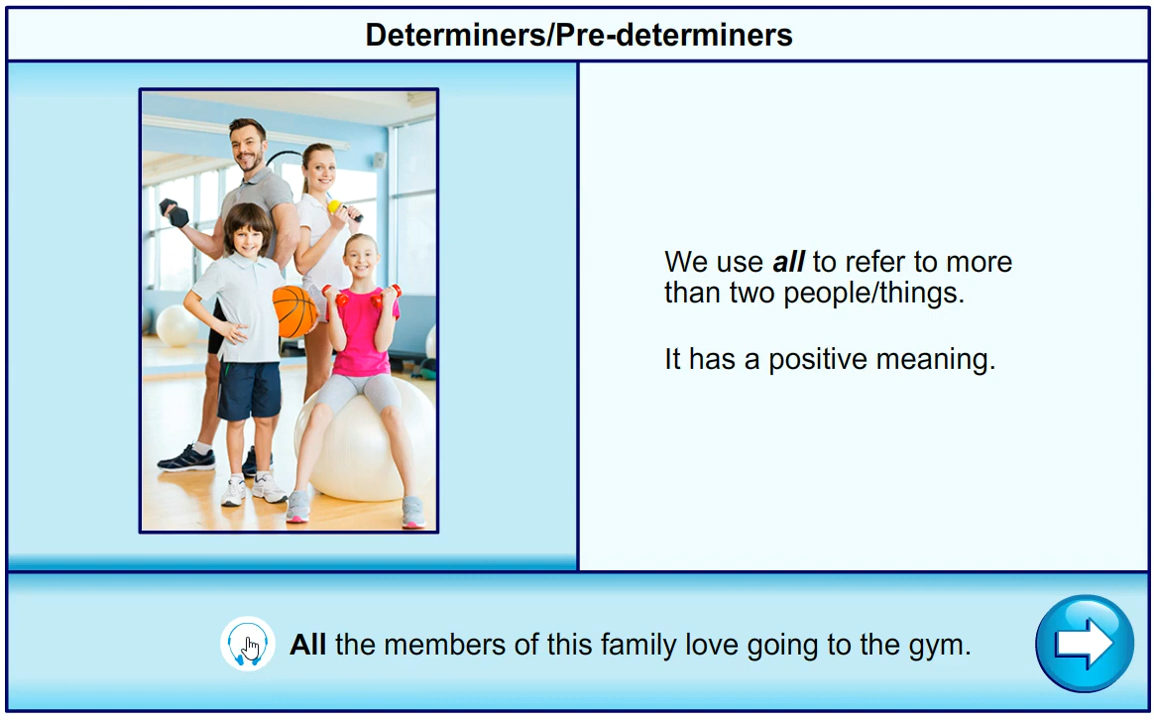 Determiners/Pre-determiners
We use all to refer to more
than two people/things.
It has a positive meaning.
All the members of this family love going to the gym.